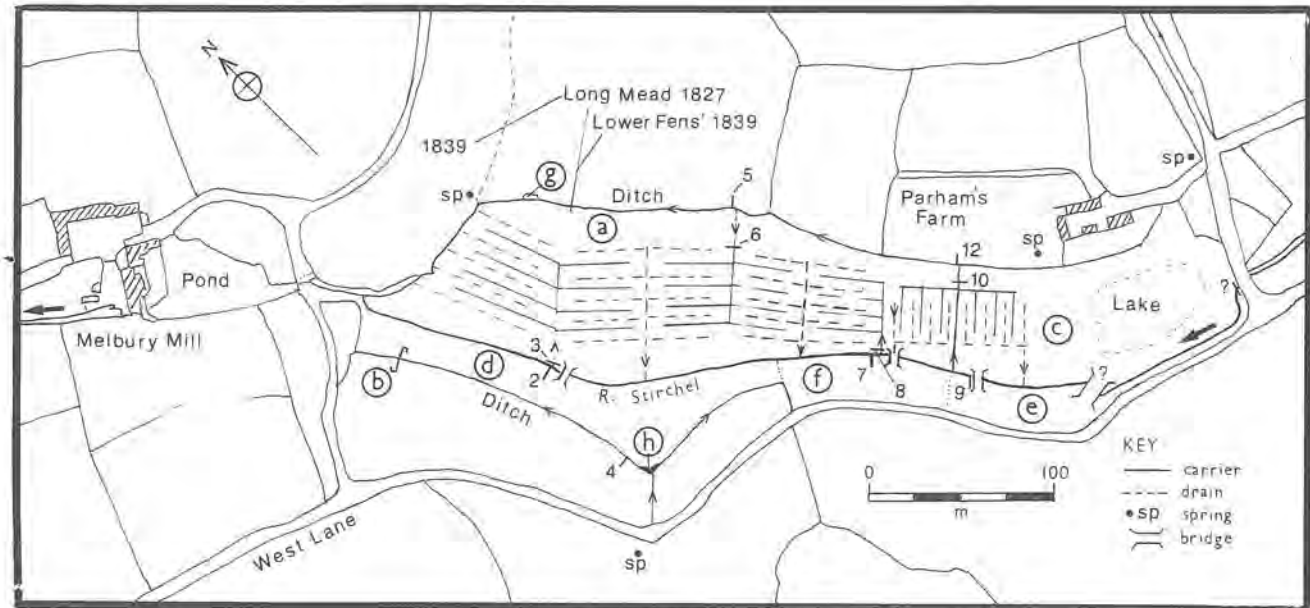 N
Long Mead 1827
Lower Fens' 1839
1839
sp
g
Ditch
5
sp
a
Parham's
Farm
6
12
sp
10
Pond
Lake
?
c
Melbury Mill
3
d
2
b
R. Stirchel
f
7
8
9
?
e
Ditch
h
4
KEY
carrier
drain
sp spring
bridge
0 100
m
West Lane
sp